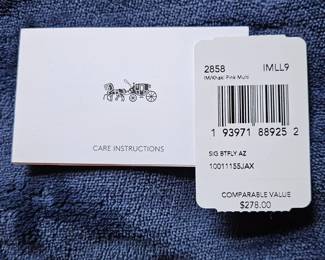 CARE INSTRUCTIONS
2858 IMLL9
IM/Khaki Pink Multi
1 93971 88925 2
SIG BTFLY AZ
10011155JAX
COMPARABLE VALUE
$278.00